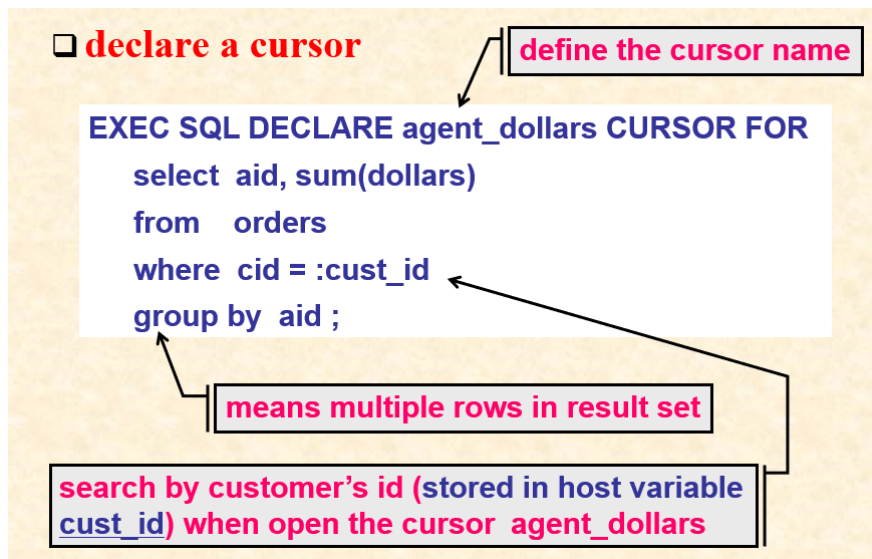 declare a cursor
define the cursor name
EXEC SQL DECLARE agent_dollars CURSOR FOR
select aid, sum(dollars)
from orders
where cid = :cust_id
group by aid ;
means multiple rows in result set
search by customer’s id (stored in host variable
cust_id) when open the cursor agent_dollars